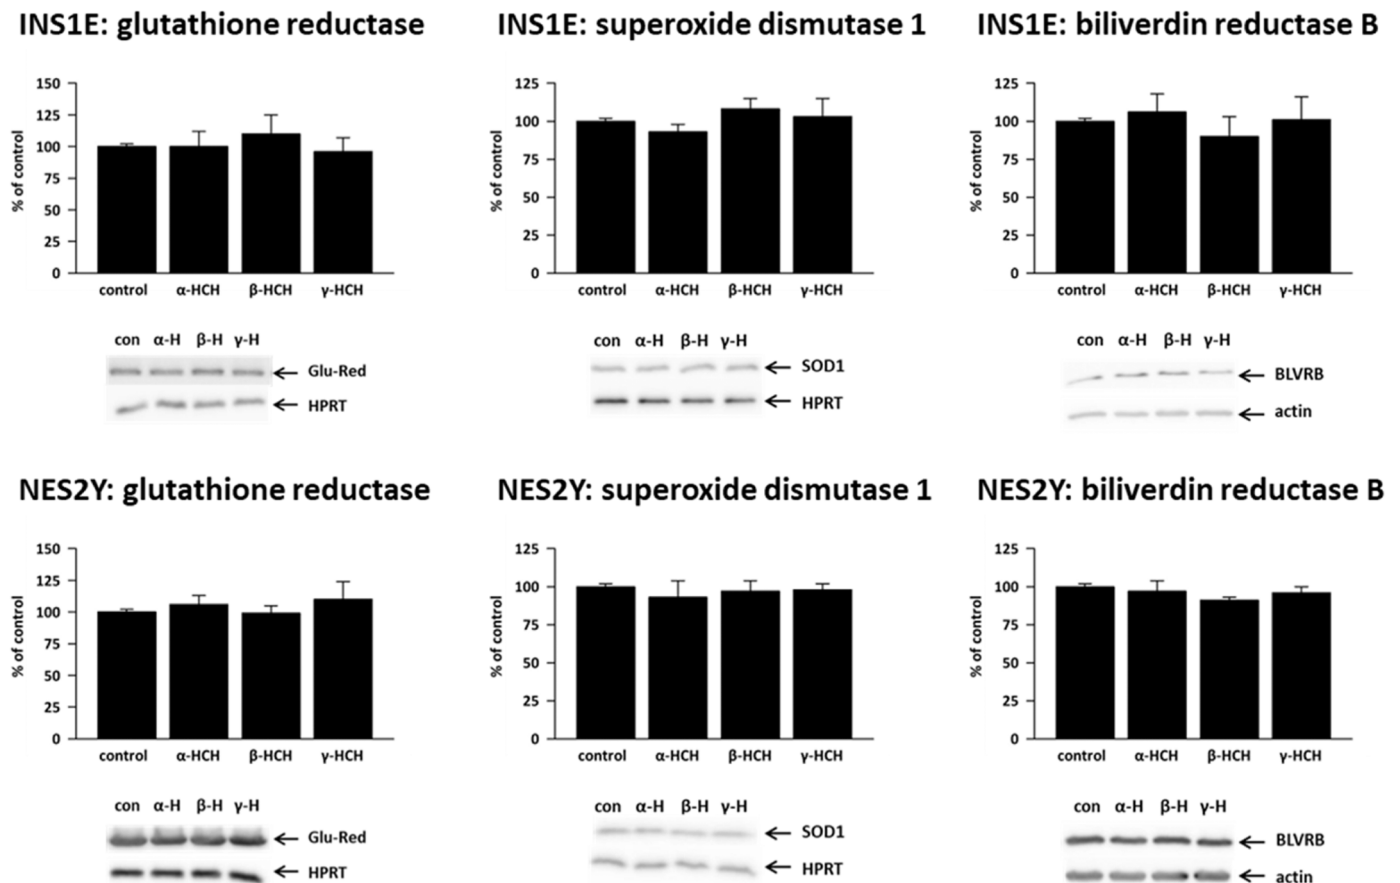 INS1E: glutathione reductase
150
125
100
75
50
25
0
% of control
control α-HCH β-HCH γ-HCH
con α-H β-H γ-H
Glu-Red
HPRT
INS1E: superoxide dismutase 1
125
100
75
50
25
0
% of control
control α-HCH β-HCH γ-HCH
con α-H β-H γ-H
SOD1
HPRT
INS1E: biliverdin reductase B
125
100
75
50
25
0
% of control
control α-HCH β-HCH γ-HCH
con α-H β-H γ-H
BLVRB
actin
NES2Y: glutathione reductase
150
125
100
75
50
25
0
% of control
control α-HCH β-HCH γ-HCH
con α-H β-H γ-H
Glu-Red
HPRT
NES2Y: superoxide dismutase 1
125
100
75
50
25
0
% of control
control α-HCH β-HCH γ-HCH
con α-H β-H γ-H
SOD1
HPRT
NES2Y: biliverdin reductase B
125
100
75
50
25
0
% of control
control α-HCH β-HCH γ-HCH
con α-H β-H γ-H
BLVRB
actin